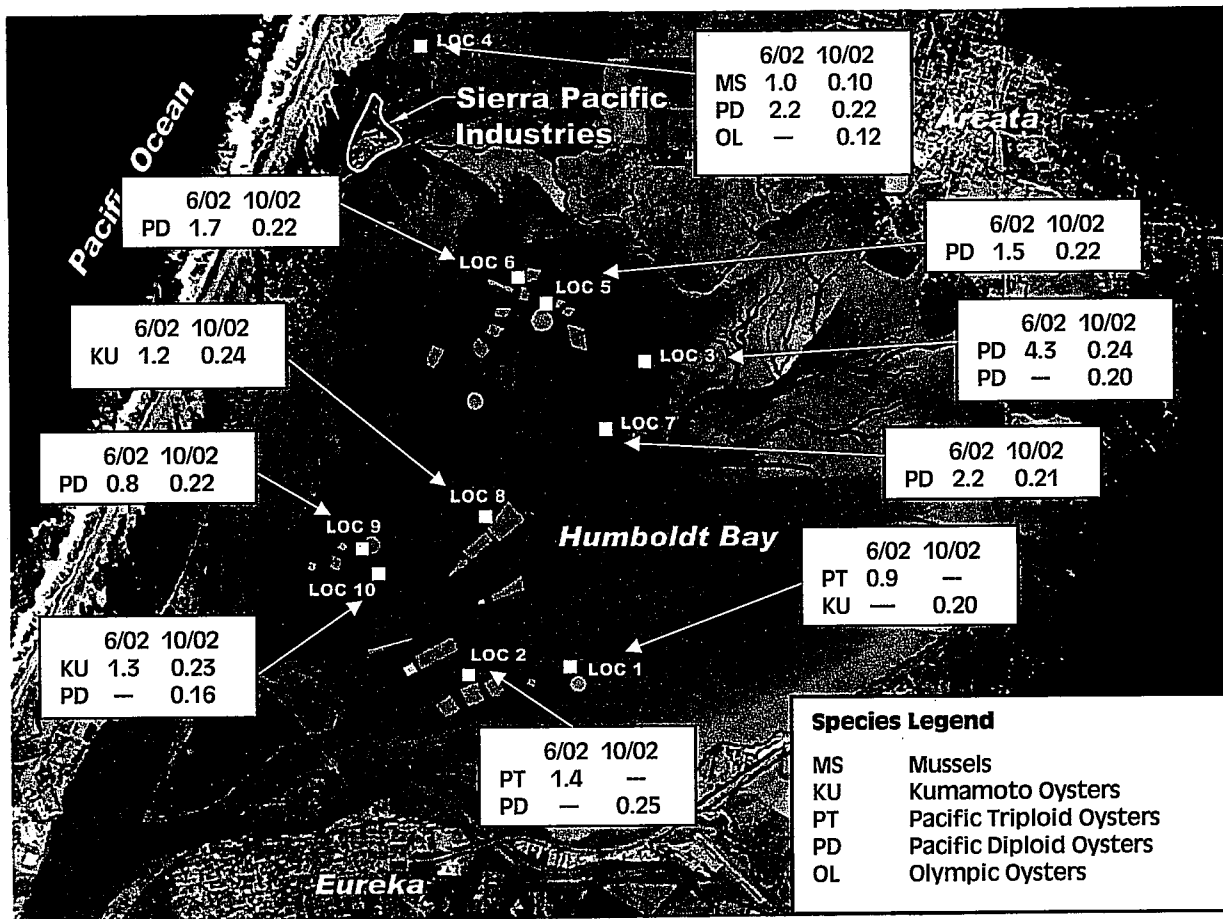 LOC 4
6/02 10/02
MS 1.0 0.10
PD 2.2 0.22
OL — 0.12
Sierra Pacific
Industries
Arcata
Pacific Ocean
6/02 10/02
PD 1.7 0.22
6/02 10/02
PD 1.5 0.22
LOC 6
LOC 5
6/02 10/02
KU 1.2 0.24
6/02 10/02
PD 4.3 0.24
PD — 0.20
LOC 3
LOC 7
6/02 10/02
PD 0.8 0.22
6/02 10/02
PD 2.2 0.21
LOC 8
LOC 9
Humboldt Bay
LOC 10
6/02 10/02
PT 0.9 —
KU — 0.20
6/02 10/02
KU 1.3 0.23
PD — 0.16
LOC 2
LOC 1
6/02 10/02
PT 1.4 —
PD — 0.25
Eureka
Species Legend
MS Mussels
KU Kumamoto Oysters
PT Pacific Triploid Oysters
PD Pacific Diploid Oysters
OL Olympic Oysters